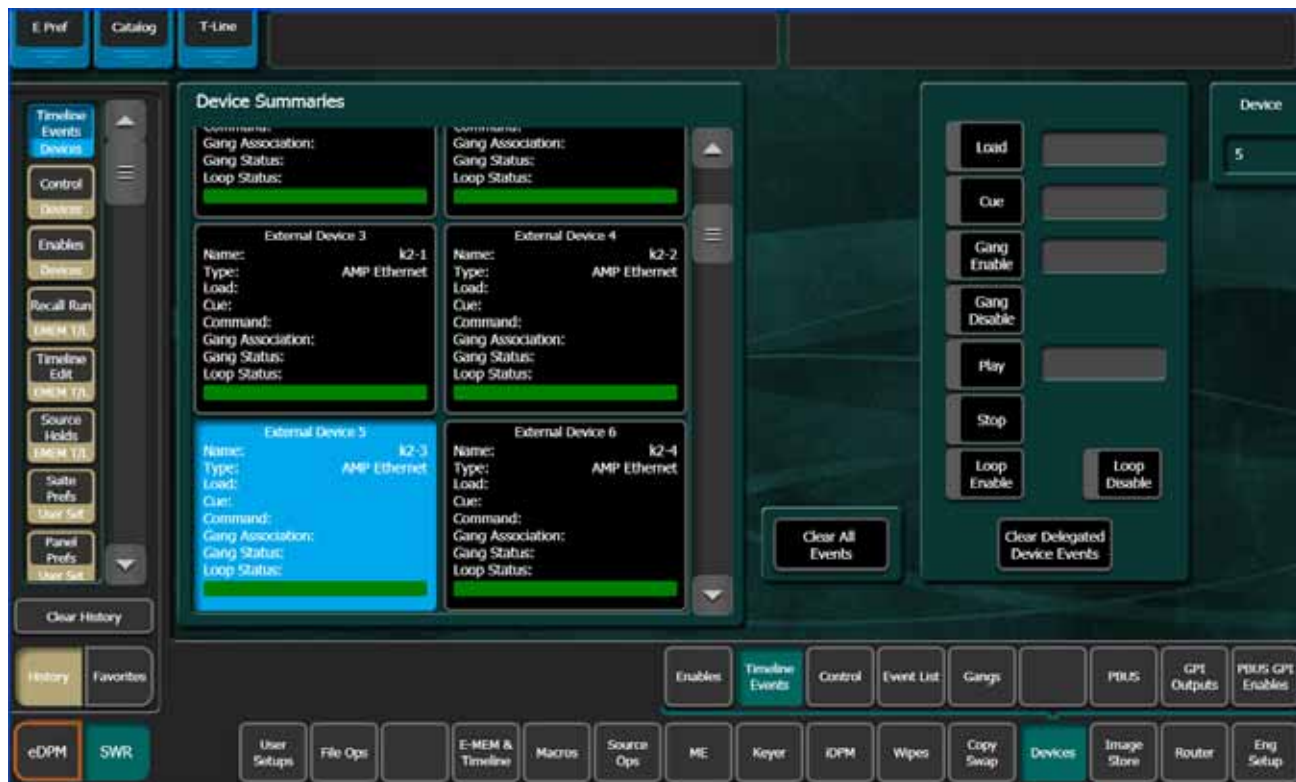 E Pref
Catalog
T-Line
Timeline
Events
Devices
Control
Devices
Enables
Devices
Recall Run
EMEM T/L
Timeline
Edit
EMEM T/L
Source
Holds
EMEM T/L
Suite
Prefs
User Set
Panel
Prefs
User Set
Clear History
History
Favorites
Device Summaries
Command:
Gang Association:
Gang Status:
Loop Status:
Command:
Gang Association:
Gang Status:
Loop Status:
External Device 3
Name: k2-1
Type: AMP Ethernet
Load:
Cue:
Command:
Gang Association:
Gang Status:
Loop Status:
External Device 4
Name: k2-2
Type: AMP Ethernet
Load:
Cue:
Command:
Gang Association:
Gang Status:
Loop Status:
External Device 5
Name: k2-3
Type: AMP Ethernet
Load:
Cue:
Command:
Gang Association:
Gang Status:
Loop Status:
External Device 6
Name: k2-4
Type: AMP Ethernet
Load:
Cue:
Command:
Gang Association:
Gang Status:
Loop Status:
Clear All
Events
Load
Cue
Gang
Enable
Gang
Disable
Play
Stop
Loop
Enable
Loop
Disable
Clear Delegated
Device Events
Device
5
Enables
Timeline
Events
Control
Event List
Gangs
PBUS
GPI
Outputs
PBUS GPI
Enables
eDPM
SWR
User
Setups
File Ops
E-MEM &
Timeline
Macros
Source
Ops
ME
Keyer
iDPM
Wipes
Copy
Swap
Devices
Image
Store
Router
Eng
Setup